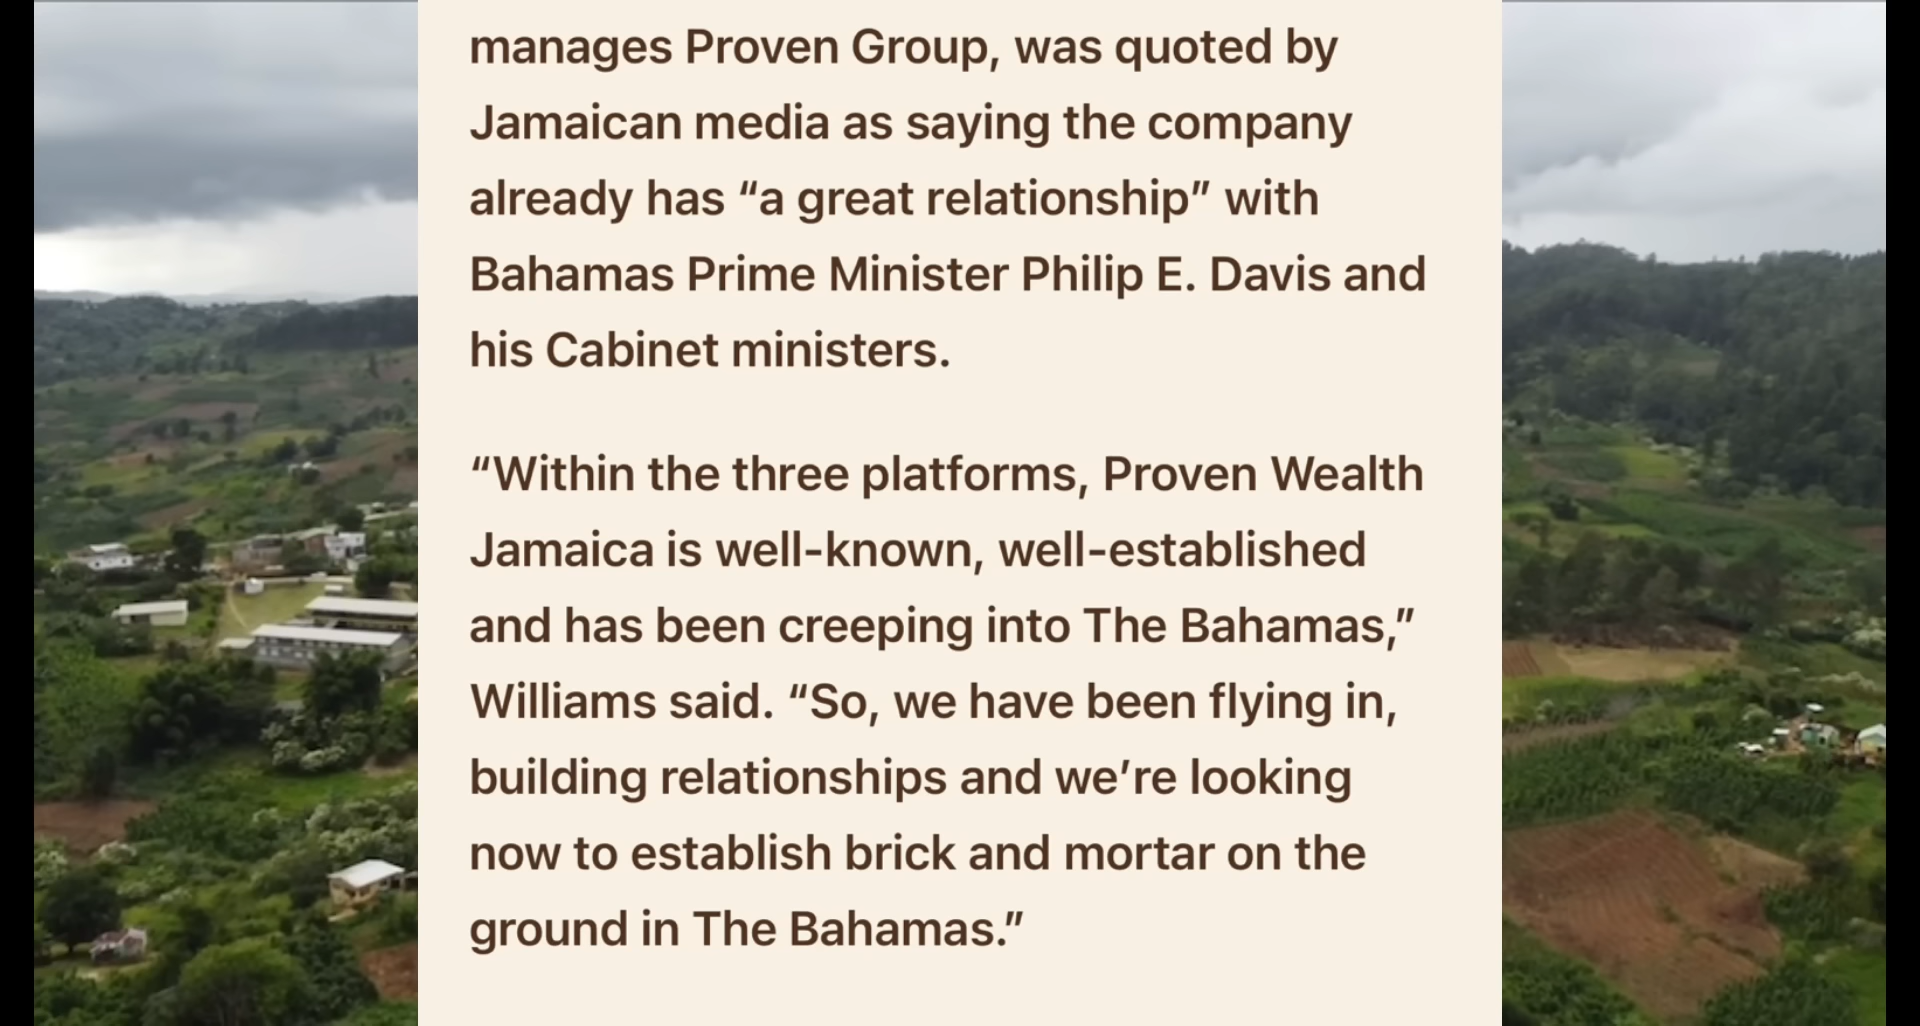 manages Proven Group, was quoted by
Jamaican media as saying the company
already has “a great relationship” with
Bahamas Prime Minister Philip E. Davis and
his Cabinet ministers.
“Within the three platforms, Proven Wealth
Jamaica is well-known, well-established
and has been creeping into The Bahamas,”
Williams said. “So, we have been flying in,
building relationships and we’re looking
now to establish brick and mortar on the
ground in The Bahamas.”